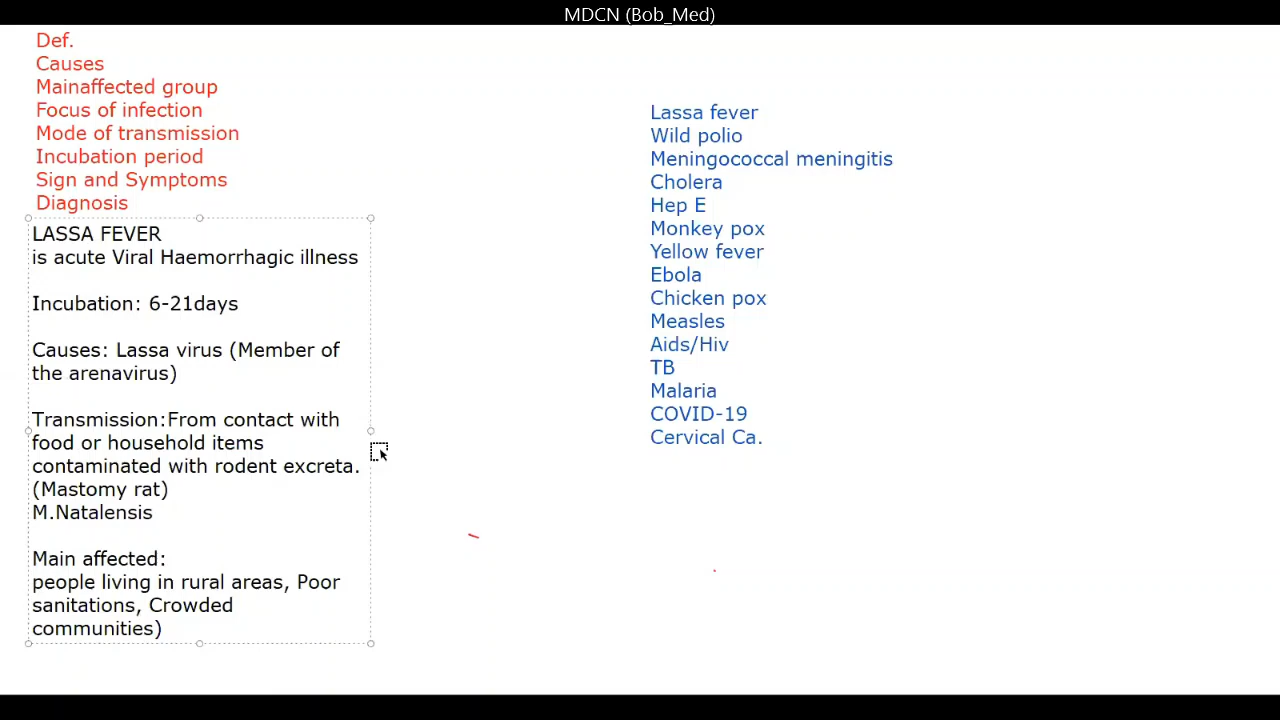 MDCN (Bob_Med)
Def.
Causes
Mainaffected group
Focus of infection
Mode of transmission
Incubation period
Sign and Symptoms
Diagnosis
LASSA FEVER
is acute Viral Haemorrhagic illness
Incubation: 6-21days
Causes: Lassa virus (Member of
the arenavirus)
Transmission:From contact with
food or household items
contaminated with rodent excreta.
(Mastomy rat)
M.Natalensis
Main affected:
people living in rural areas, Poor
sanitations, Crowded
communities)
Lassa fever
Wild polio
Meningococcal meningitis
Cholera
Hep E
Monkey pox
Yellow fever
Ebola
Chicken pox
Measles
Aids/Hiv
TB
Malaria
COVID-19
Cervical Ca.